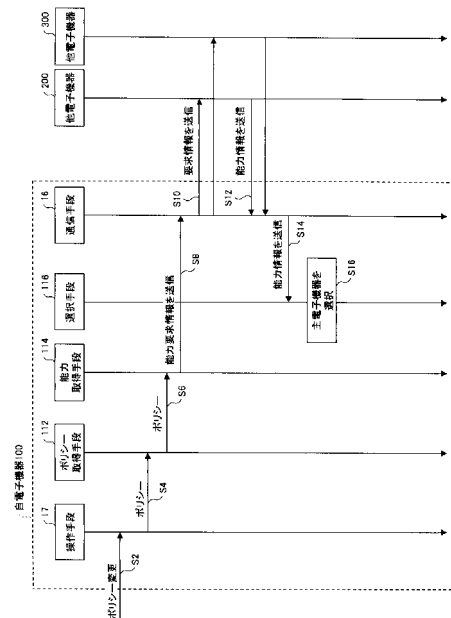 自電子機器100
17
操作手段
112
ポリシー
取得手段
114
能力
取得手段
116
選択手段
16
通信手段
200
他電子機器
300
他電子機器
ポリシー変更
S2
ポリシー
S4
ポリシー
S6
能力要求情報を送信
S8
要求情報を送信
S10
能力情報を送信
S12
能力情報を送信
S14
主電子機器を
選択
S16